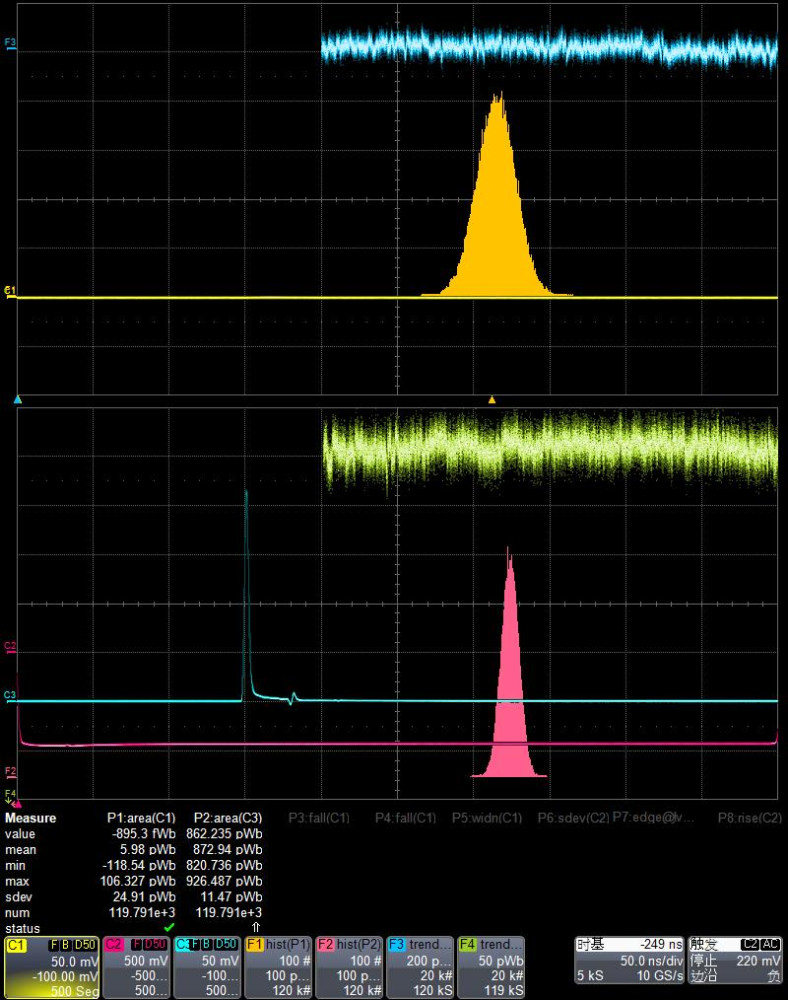 F3
C1
C2
C3
F2
F4
Measure P1:area(C1) P2:area(C3) P3:fall(C1) P4:fall(C1) P5:widn(C1) P6:sdev(C2) P7:edge@lv... P8:rise(C2)
value -895.3 fWb 862.235 pWb
mean 5.98 pWb 872.94 pWb
min -118.54 pWb 820.736 pWb
max 106.327 pWb 926.487 pWb
sdev 24.91 pWb 11.47 pWb
num 119.791e+3 119.791e+3
status
C1 F B D50 C2 F D50 C3 F B D50 F1 hist(P1) F2 hist(P2) F3 trend... F4 trend... 时基 -249 ns 触发 C2 AC
50.0 mV 500 mV 50 mV 100 # 100 # 200 p... 50 pWb 50.0 ns/div 停止 220 mV
-100.00 mV -500... -100... 100 p... 100 p... 20 k# 20 k# 5 kS 10 GS/s 边沿 负
500 Seg 500... 500... 120 k# 120 k# 120 kS 119 kS